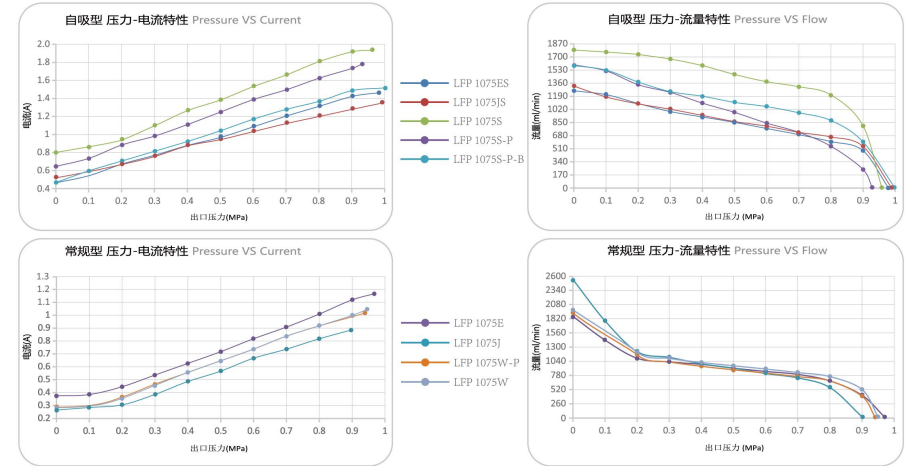 自吸型 压力-电流特性 Pressure VS Current
2.0
1.8
1.6
1.4
1.2
1
0.8
0.6
0.4
电流(A)
0 0.1 0.2 0.3 0.4 0.5 0.6 0.7 0.8 0.9 1
出口压力(MPa)
LFP 1075ES
LFP 1075JS
LFP 1075S
LFP 1075S-P
LFP 1075S-P-B
自吸型 压力-流量特性 Pressure VS Flow
1870
1700
1530
1360
1190
1020
850
680
510
340
170
0
流量(ml/min)
0 0.1 0.2 0.3 0.4 0.5 0.6 0.7 0.8 0.9 1
出口压力(MPa)
常规型 压力-电流特性 Pressure VS Current
1.3
1.2
1.1
1
0.9
0.8
0.7
0.6
0.5
0.4
0.3
0.2
电流(A)
0 0.1 0.2 0.3 0.4 0.5 0.6 0.7 0.8 0.9 1
出口压力(MPa)
LFP 1075E
LFP 1075J
LFP 1075W-P
LFP 1075W
常规型 压力-流量特性 Pressure VS Flow
2600
2340
2080
1820
1560
1300
1040
780
520
260
0
流量(ml/min)
0 0.1 0.2 0.3 0.4 0.5 0.6 0.7 0.8 0.9 1
出口压力(MPa)